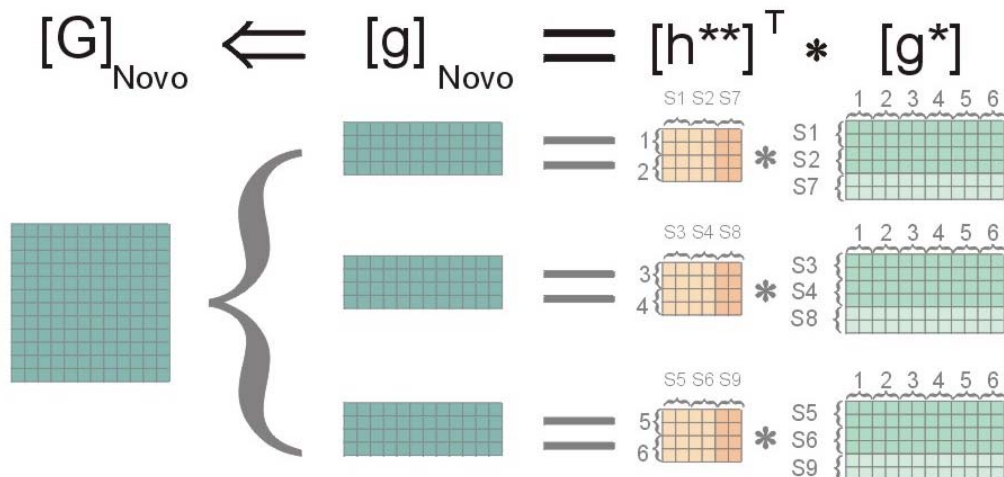 [G] Novo ⇐ [g] Novo = [h**]ᵀ * [g*]
S1 S2 S7
1 2 3 4 5 6
1
2
= *
S1
S2
S7
S3 S4 S8
1 2 3 4 5 6
3
4
= *
S3
S4
S8
S5 S6 S9
1 2 3 4 5 6
5
6
= *
S5
S6
S9